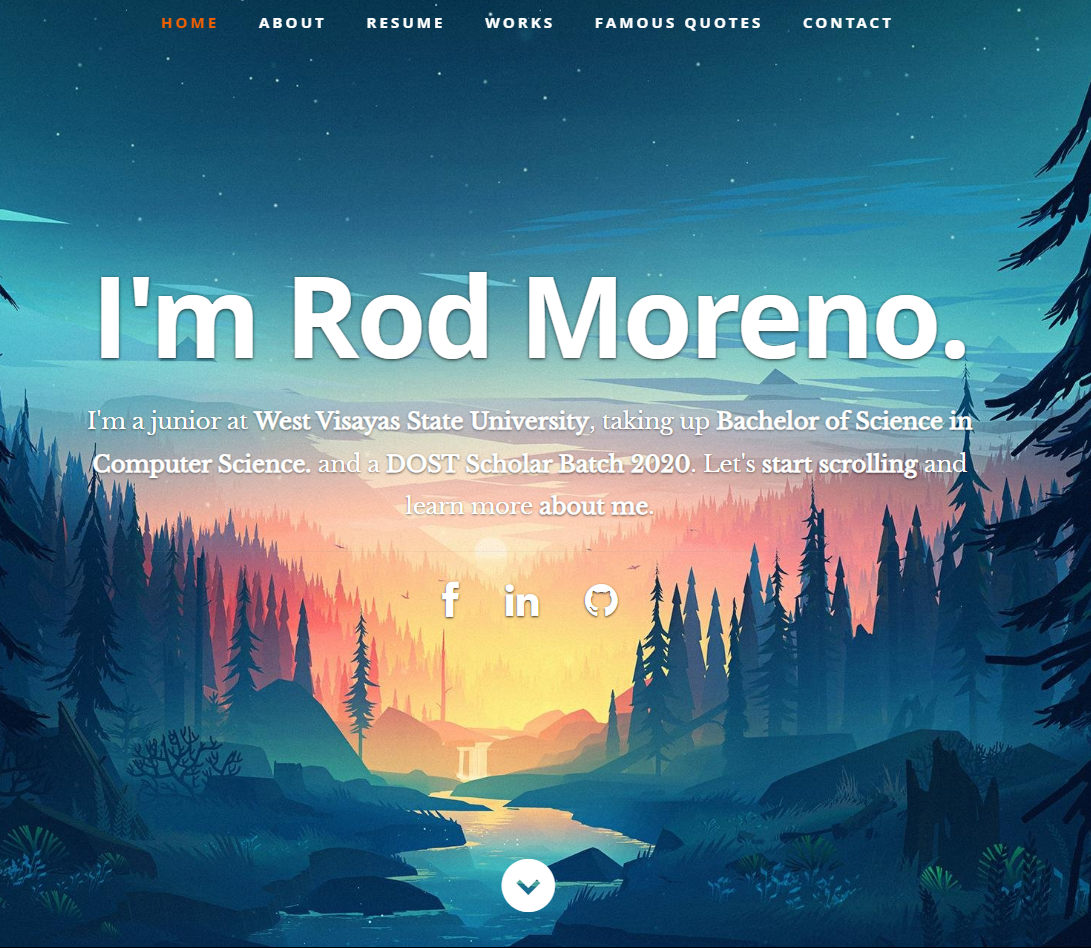 HOME ABOUT RESUME WORKS FAMOUS QUOTES CONTACT
I'm Rod Moreno.
I'm a junior at West Visayas State University, taking up Bachelor of Science in
Computer Science. and a DOST Scholar Batch 2020. Let's start scrolling and
learn more about me.